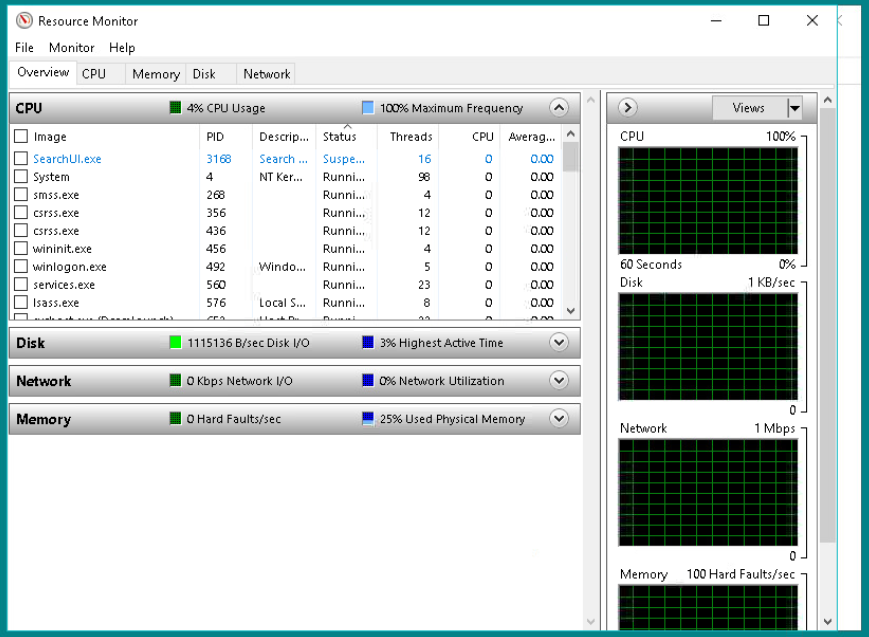 Resource Monitor
File Monitor Help
Overview CPU Memory Disk Network
CPU 4% CPU Usage 100% Maximum Frequency
Image PID Descrip... Status Threads CPU Averag...
SearchUI.exe 3168 Search ... Suspe... 16 0 0.00
System 4 NT Ker... Runni... 98 0 0.00
smss.exe 268 Runni... 4 0 0.00
csrss.exe 356 Runni... 12 0 0.00
csrss.exe 436 Runni... 12 0 0.00
wininit.exe 456 Runni... 4 0 0.00
winlogon.exe 492 Windo... Runni... 5 0 0.00
services.exe 560 Runni... 23 0 0.00
lsass.exe 576 Local S... Runni... 8 0 0.00
Disk 1115136 B/sec Disk I/O 3% Highest Active Time
Network 0 Kbps Network I/O 0% Network Utilization
Memory 0 Hard Faults/sec 25% Used Physical Memory
Views
CPU 100%
60 Seconds 0%
Disk 1 KB/sec
0
Network 1 Mbps
0
Memory 100 Hard Faults/sec